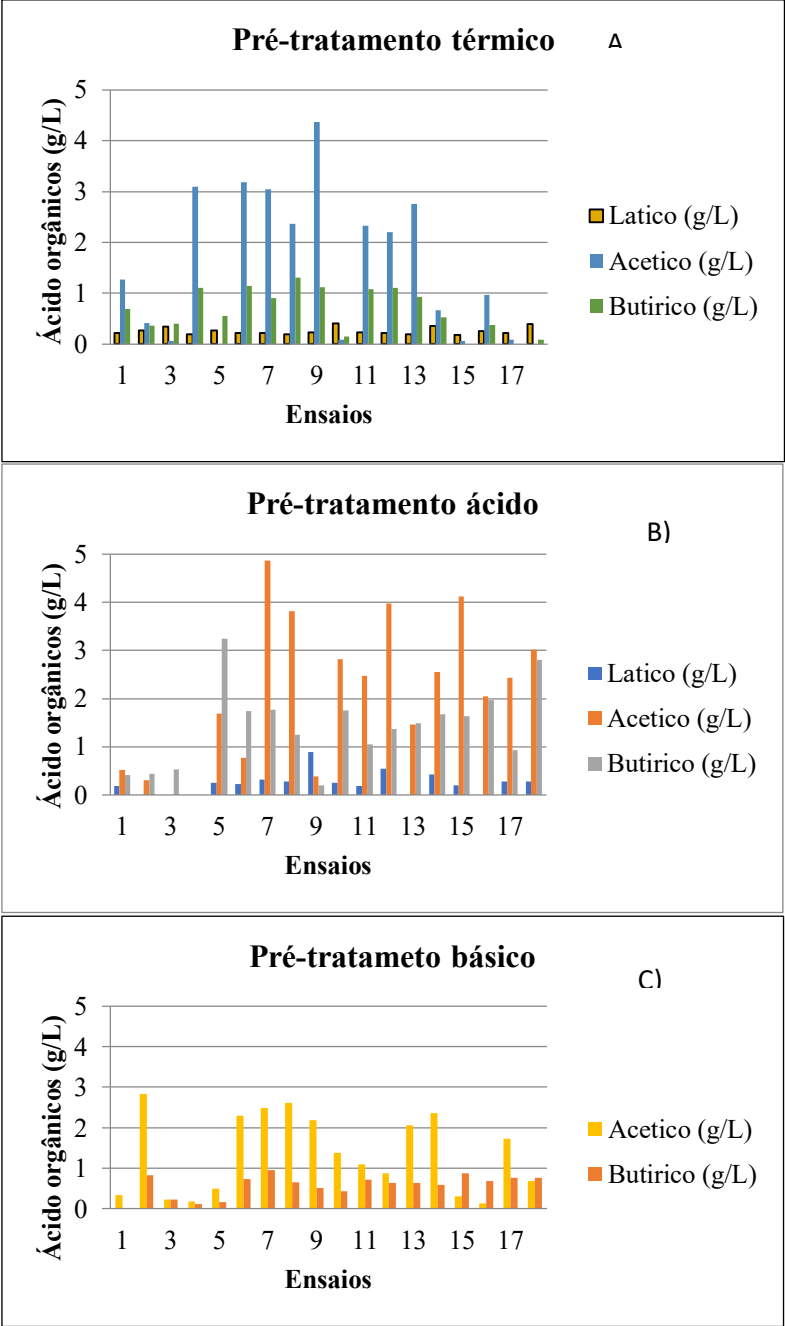 Pré-tratamento térmico
A
Ácido orgânicos (g/L)
5
4
3
2
1
0
1 3 5 7 9 11 13 15 17
Ensaios
Latico (g/L)
Acetico (g/L)
Butirico (g/L)
Pré-tratamento ácido
B)
Ácido orgânicos (g/L)
5
4
3
2
1
0
1 3 5 7 9 11 13 15 17
Ensaios
Latico (g/L)
Acetico (g/L)
Butirico (g/L)
Pré-tratameto básico
C)
Ácido orgânicos (g/L)
5
4
3
2
1
0
1 3 5 7 9 11 13 15 17
Ensaios
Acetico (g/L)
Butirico (g/L)